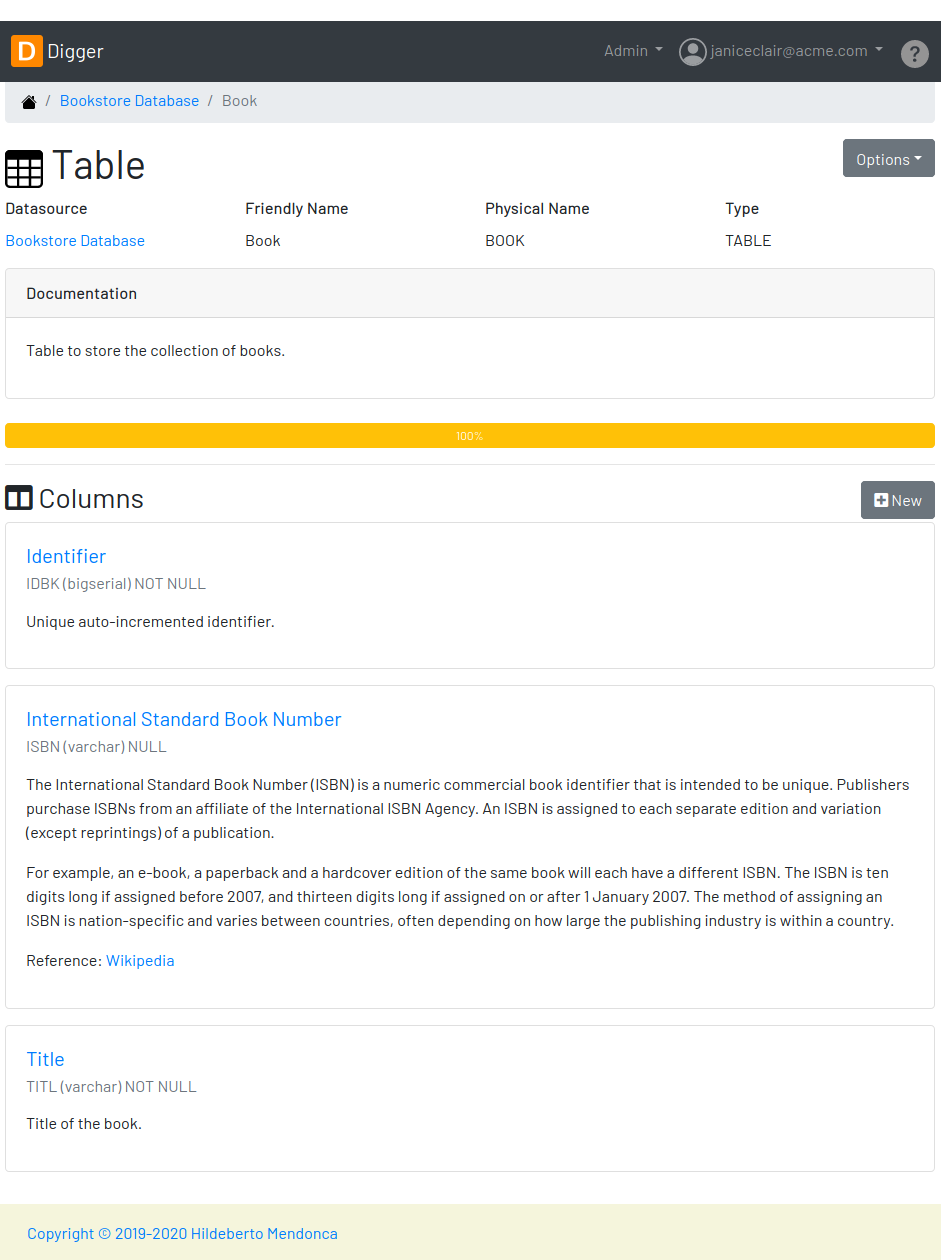 D Digger
Admin
janiceclair@acme.com
?
/ Bookstore Database / Book
Table
Options
Datasource Friendly Name Physical Name Type
Bookstore Database Book BOOK TABLE
Documentation
Table to store the collection of books.
100%
Columns
New
Identifier
IDBK (bigserial) NOT NULL
Unique auto-incremented identifier.
International Standard Book Number
ISBN (varchar) NULL
The International Standard Book Number (ISBN) is a numeric commercial book identifier that is intended to be unique. Publishers
purchase ISBNs from an affiliate of the International ISBN Agency. An ISBN is assigned to each separate edition and variation
(except reprintings) of a publication.
For example, an e-book, a paperback and a hardcover edition of the same book will each have a different ISBN. The ISBN is ten
digits long if assigned before 2007, and thirteen digits long if assigned on or after 1 January 2007. The method of assigning an
ISBN is nation-specific and varies between countries, often depending on how large the publishing industry is within a country.
Reference: Wikipedia
Title
TITL (varchar) NOT NULL
Title of the book.
Copyright © 2019-2020 Hildeberto Mendonca